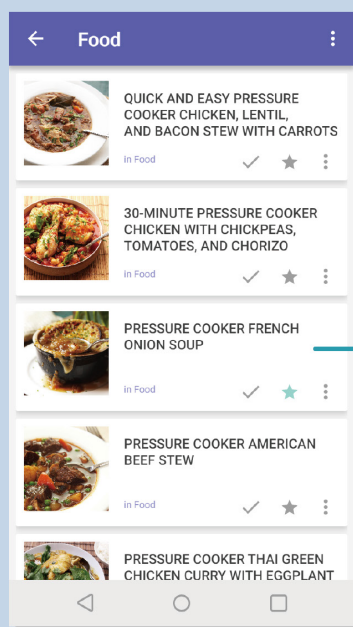 Food
QUICK AND EASY PRESSURE
COOKER CHICKEN, LENTIL,
AND BACON STEW WITH CARROTS
in Food
30-MINUTE PRESSURE COOKER
CHICKEN WITH CHICKPEAS,
TOMATOES, AND CHORIZO
in Food
PRESSURE COOKER FRENCH
ONION SOUP
in Food
PRESSURE COOKER AMERICAN
BEEF STEW
in Food
PRESSURE COOKER THAI GREEN
CHICKEN CURRY WITH EGGPLANT